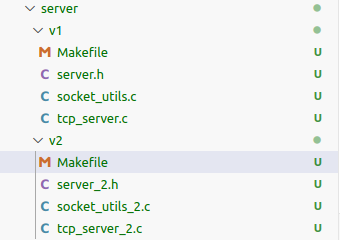 server
v1
M Makefile U
C server.h U
C socket_utils.c U
C tcp_server.c U
v2
M Makefile U
C server_2.h U
C socket_utils_2.c U
C tcp_server_2.c U